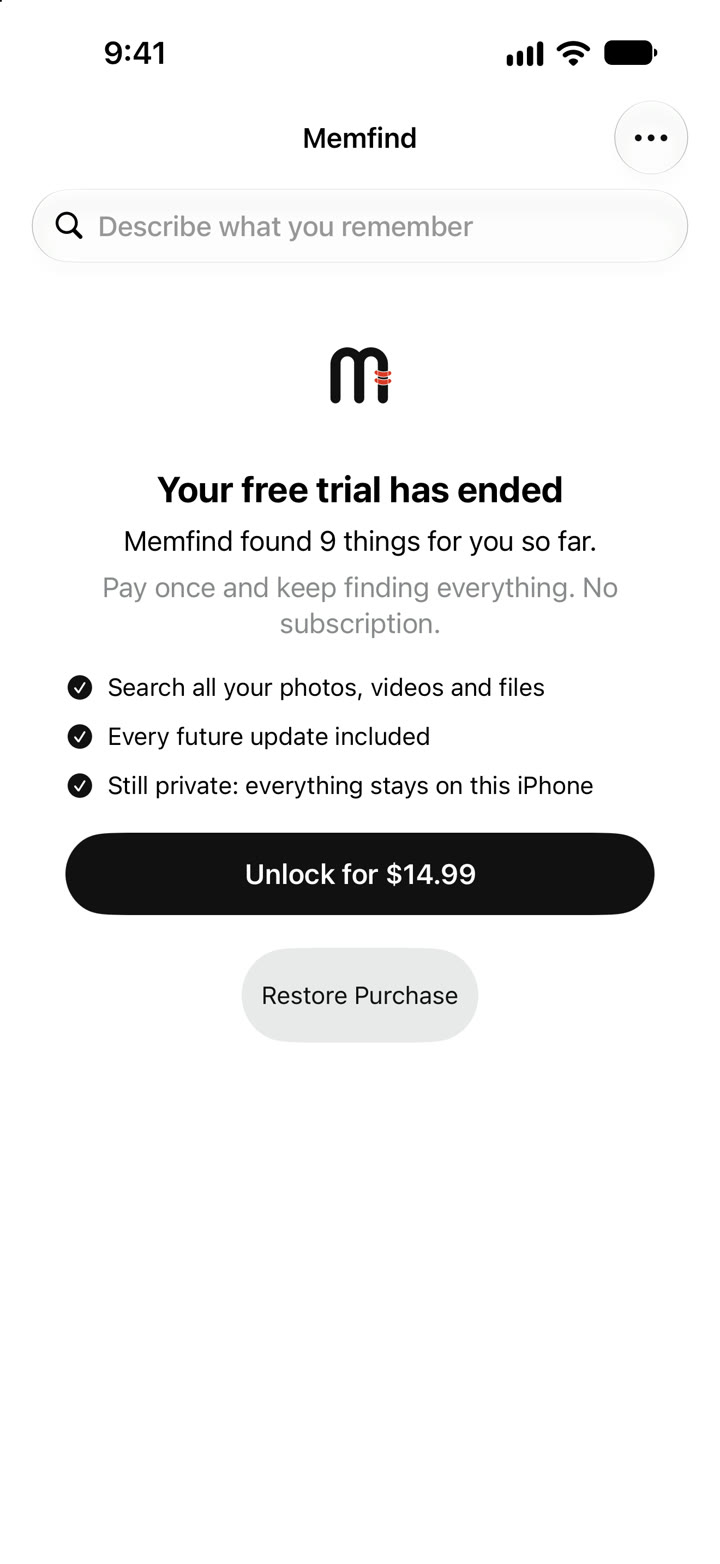 9:41
Memfind
Describe what you remember
Your free trial has ended
Memfind found 9 things for you so far.
Pay once and keep finding everything. No
subscription.
Search all your photos, videos and files
Every future update included
Still private: everything stays on this iPhone
Unlock for $14.99
Restore Purchase